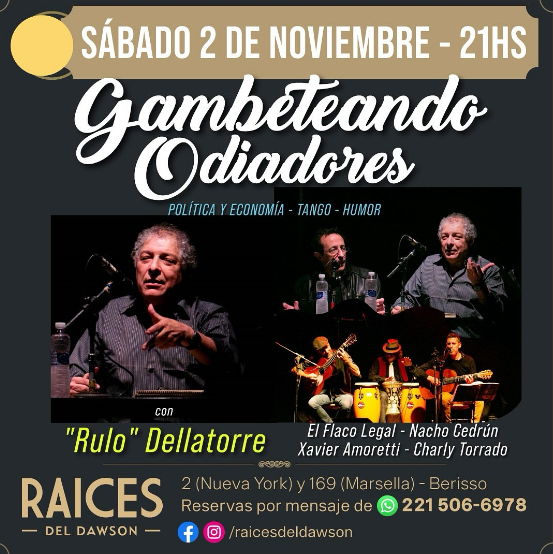 SÁBADO 2 DE NOVIEMBRE - 21HS
Gambeteando
Odiadores
POLÍTICA Y ECONOMÍA - TANGO - HUMOR
con
"Rulo" Dellatorre
El Flaco Legal - Nacho Cedrún
Xavier Amoretti - Charly Torrado
RAICES
DEL DAWSON
2 (Nueva York) y 169 (Marsella) - Berisso
Reservas por mensaje de 221 506-6978
/raicesdeldawson